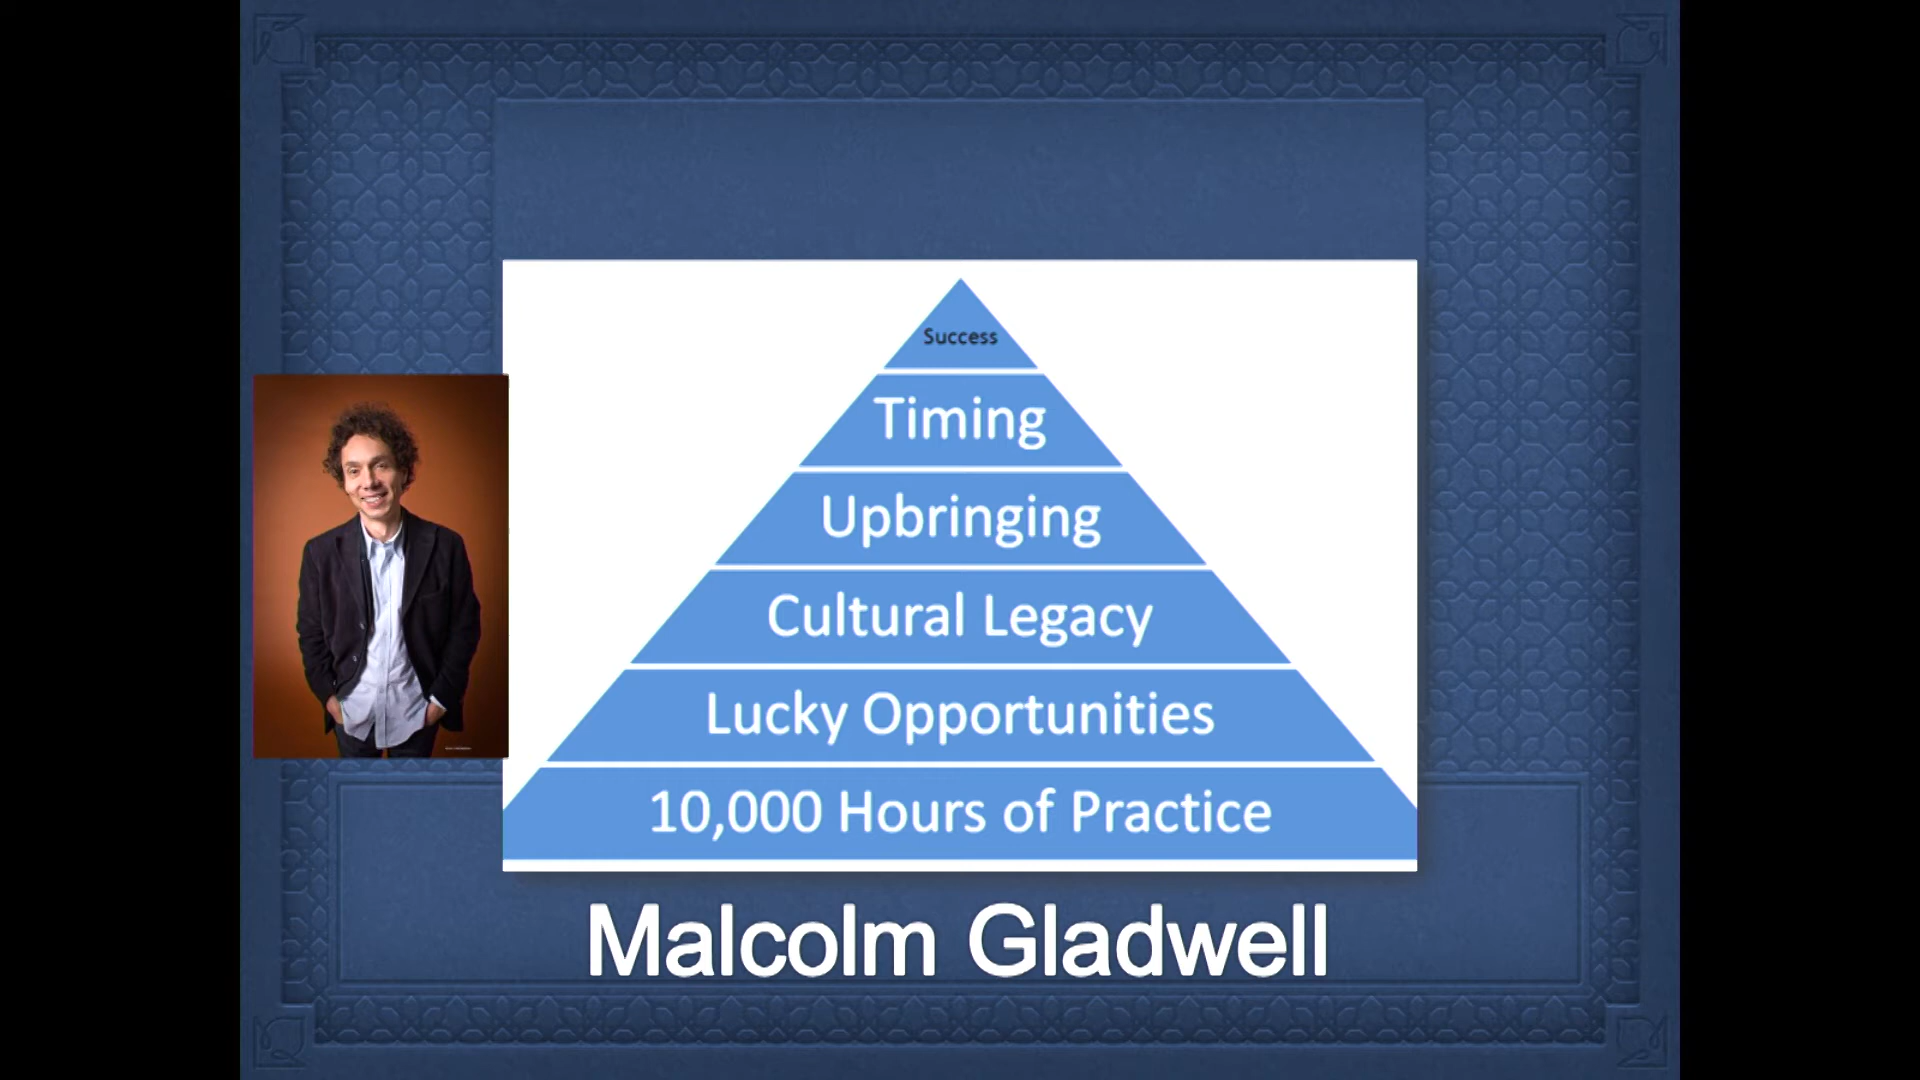 Success
Timing
Upbringing
Cultural Legacy
Lucky Opportunities
10,000 Hours of Practice
Malcolm Gladwell